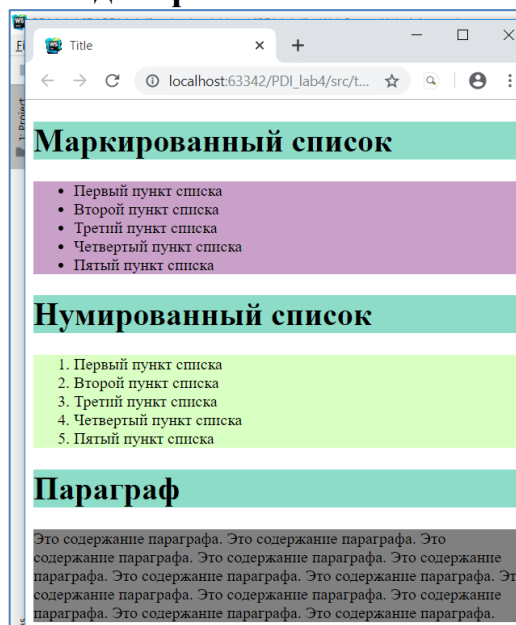 Title
localhost:63342/PDI_lab4/src/t...
1: Project
Маркированный список
• Первый пункт списка
• Второй пункт списка
• Третий пункт списка
• Четвертый пункт списка
• Пятый пункт списка
Нумированный список
1. Первый пункт списка
2. Второй пункт списка
3. Третий пункт списка
4. Четвертый пункт списка
5. Пятый пункт списка
Параграф
Это содержание параграфа. Это содержание параграфа. Это
содержание параграфа. Это содержание параграфа. Это содержание
параграфа. Это содержание параграфа. Это содержание параграфа. Эт
содержание параграфа. Это содержание параграфа. Это содержание
параграфа. Это содержание параграфа. Это содержание параграфа.